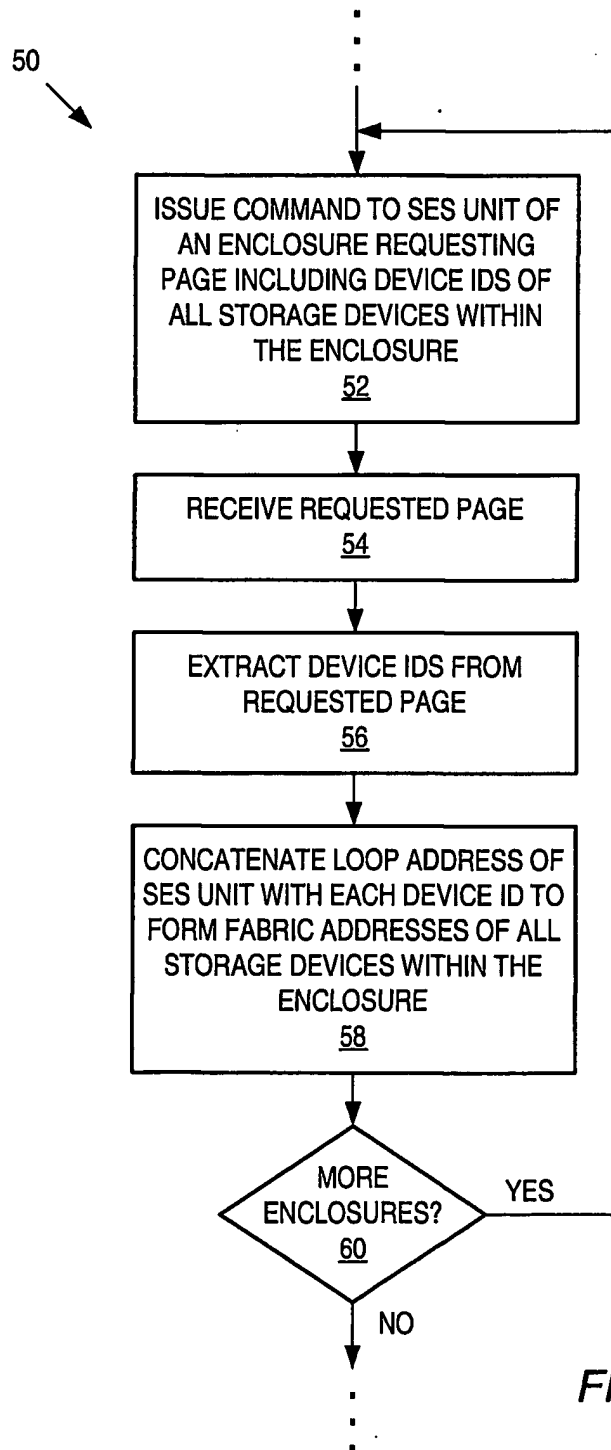 50
ISSUE COMMAND TO SES UNIT OF
AN ENCLOSURE REQUESTING
PAGE INCLUDING DEVICE IDS OF
ALL STORAGE DEVICES WITHIN
THE ENCLOSURE
52
RECEIVE REQUESTED PAGE
54
EXTRACT DEVICE IDS FROM
REQUESTED PAGE
56
CONCATENATE LOOP ADDRESS OF
SES UNIT WITH EACH DEVICE ID TO
FORM FABRIC ADDRESSES OF ALL
STORAGE DEVICES WITHIN THE
ENCLOSURE
58
MORE
ENCLOSURES?
60
YES
NO